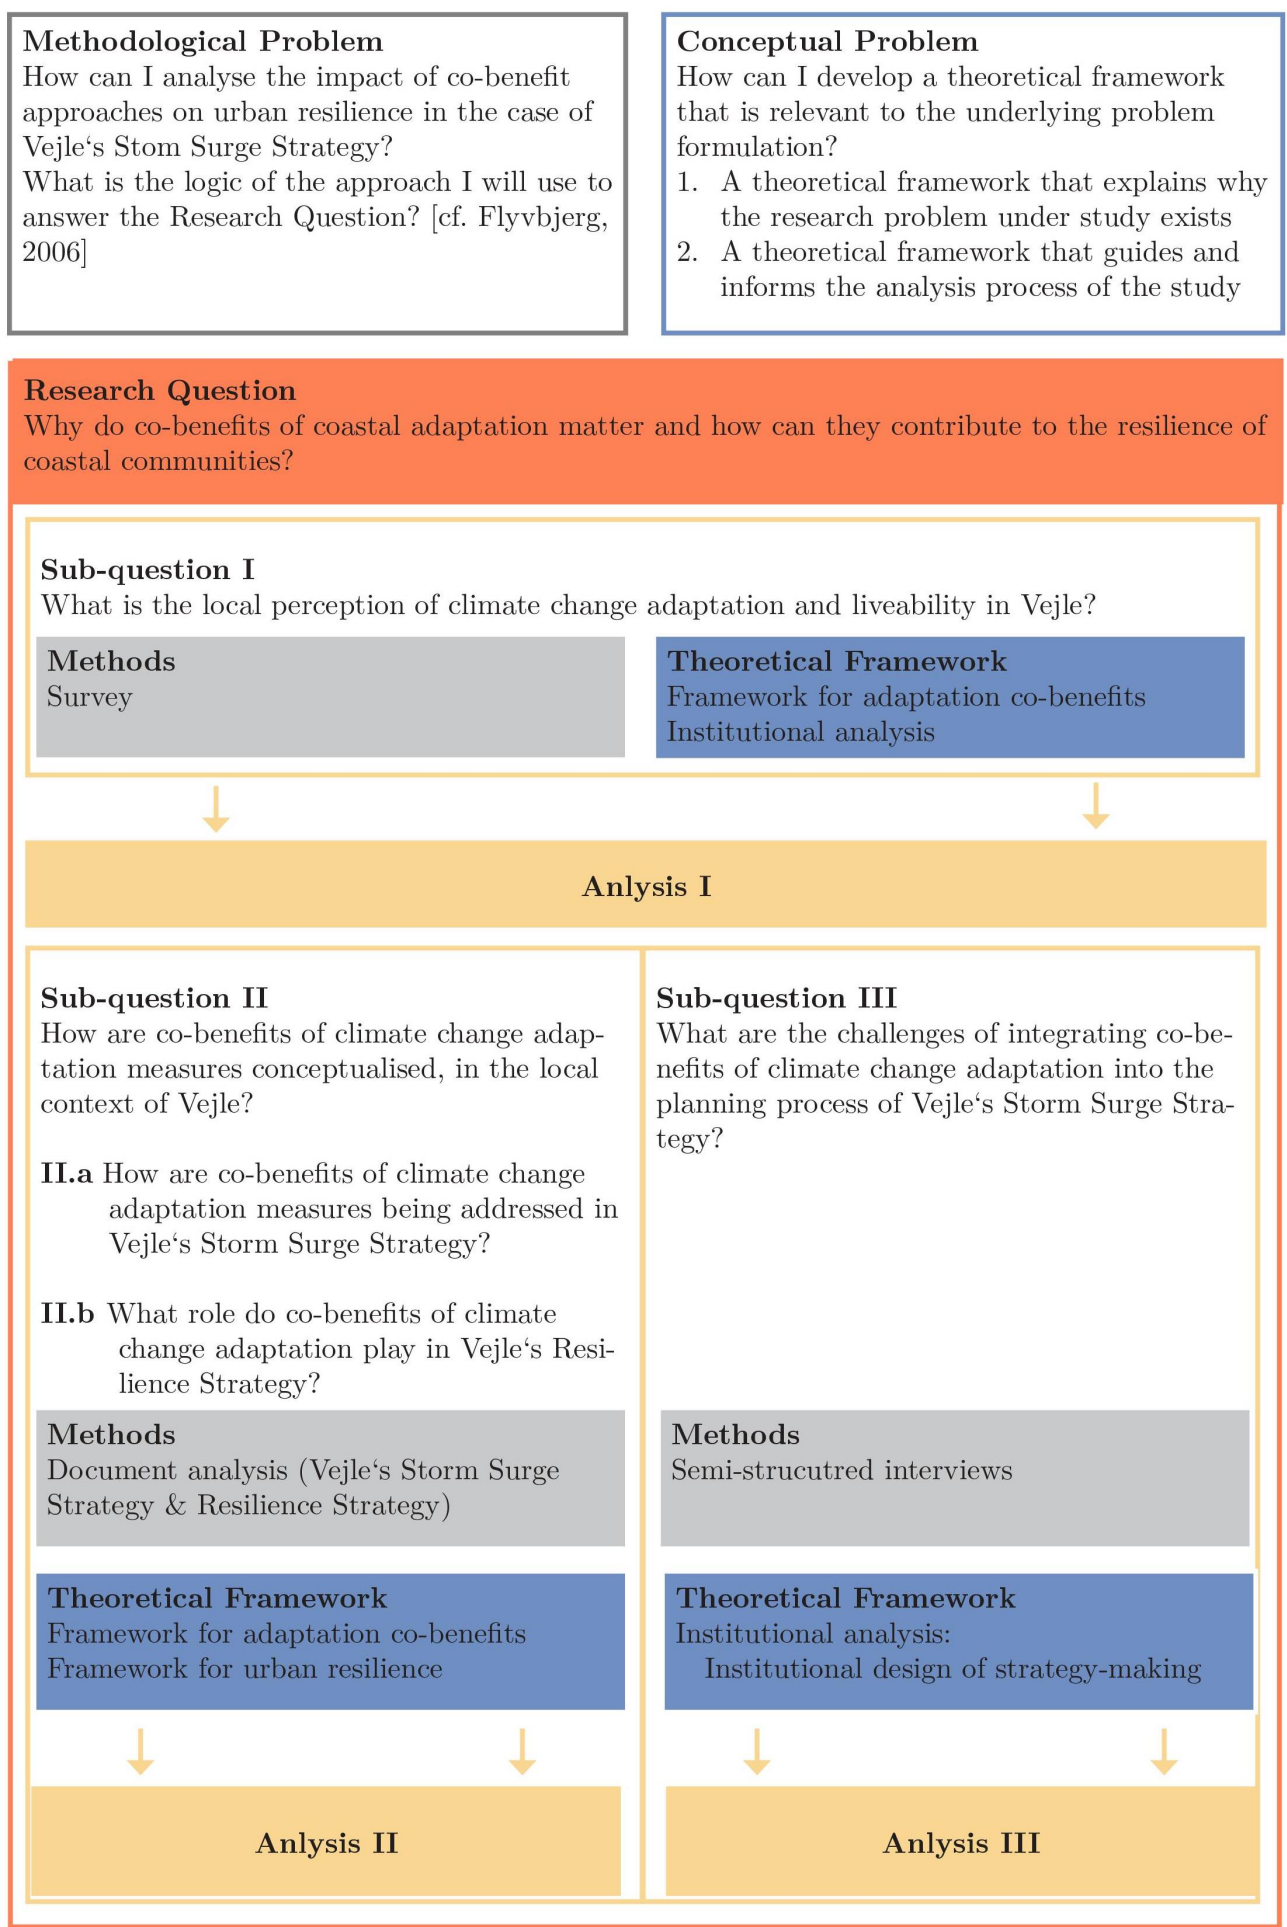 Methodological Problem
How can I analyse the impact of co-benefit
approaches on urban resilience in the case of
Vejle‘s Stom Surge Strategy?
What is the logic of the approach I will use to
answer the Research Question? [cf. Flyvbjerg,
2006]
Conceptual Problem
How can I develop a theoretical framework
that is relevant to the underlying problem
formulation?
1. A theoretical framework that explains why
the research problem under study exists
2. A theoretical framework that guides and
informs the analysis process of the study
Research Question
Why do co-benefits of coastal adaptation matter and how can they contribute to the resilience of
coastal communities?
Sub-question I
What is the local perception of climate change adaptation and liveability in Vejle?
Methods
Survey
Theoretical Framework
Framework for adaptation co-benefits
Institutional analysis
Anlysis I
Sub-question II
How are co-benefits of climate change adap-
tation measures conceptualised, in the local
context of Vejle?
II.a How are co-benefits of climate change
adaptation measures being addressed in
Vejle‘s Storm Surge Strategy?
II.b What role do co-benefits of climate
change adaptation play in Vejle‘s Resi-
lience Strategy?
Methods
Document analysis (Vejle‘s Storm Surge
Strategy & Resilience Strategy)
Theoretical Framework
Framework for adaptation co-benefits
Framework for urban resilience
Anlysis II
Sub-question III
What are the challenges of integrating co-be-
nefits of climate change adaptation into the
planning process of Vejle‘s Storm Surge Stra-
tegy?
Methods
Semi-strucutred interviews
Theoretical Framework
Institutional analysis:
Institutional design of strategy-making
Anlysis III